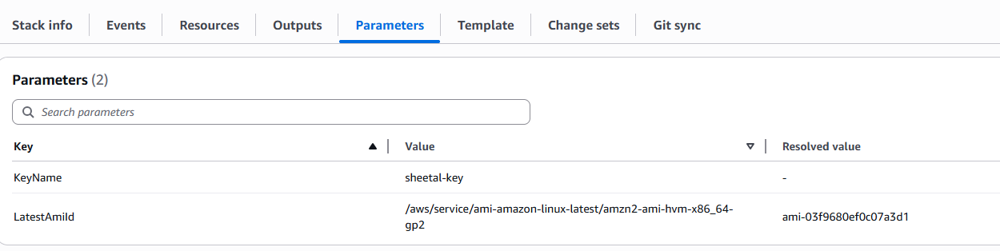 Stack info Events Resources Outputs Parameters Template Change sets Git sync
Parameters (2)
Search parameters
Key Value Resolved value
KeyName sheetal-key -
LatestAmiId /aws/service/ami-amazon-linux-latest/amzn2-ami-hvm-x86_64- ami-03f9680ef0c07a3d1
gp2